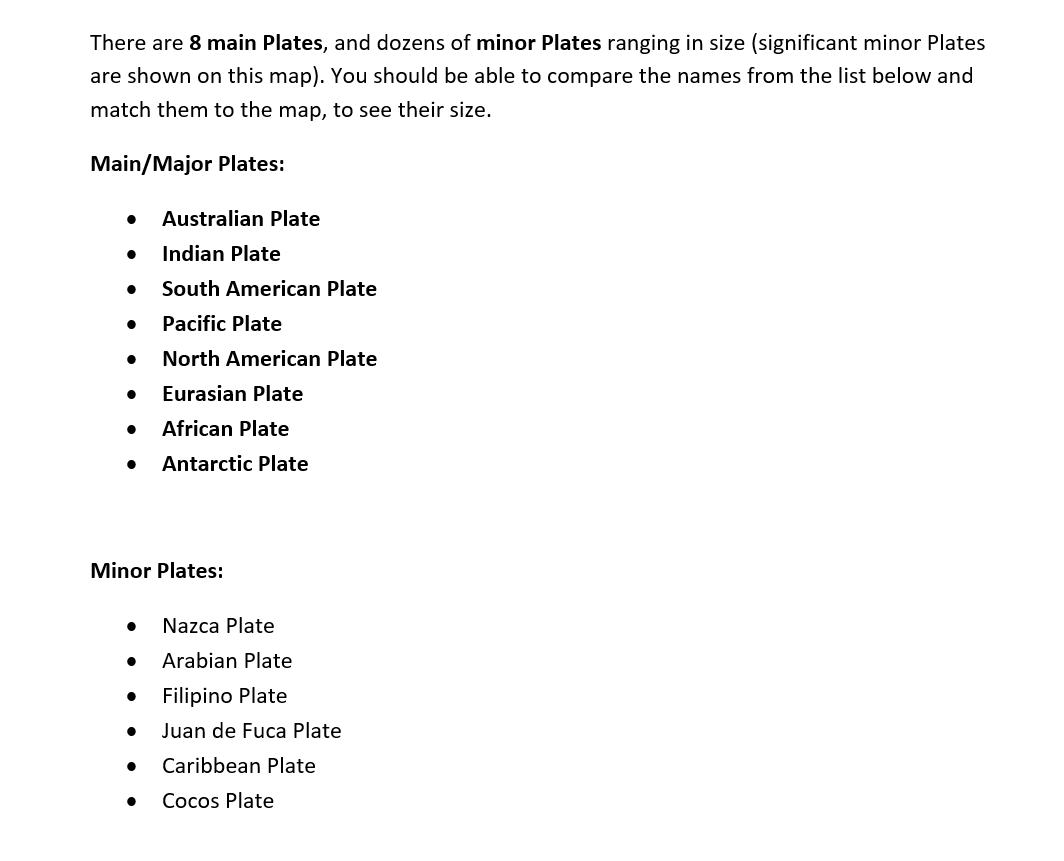 There are 8 main Plates, and dozens of minor Plates ranging in size (significant minor Plates
are shown on this map). You should be able to compare the names from the list below and
match them to the map, to see their size.
Main/Major Plates:
• Australian Plate
• Indian Plate
• South American Plate
• Pacific Plate
• North American Plate
• Eurasian Plate
• African Plate
• Antarctic Plate
Minor Plates:
• Nazca Plate
• Arabian Plate
• Filipino Plate
• Juan de Fuca Plate
• Caribbean Plate
• Cocos Plate